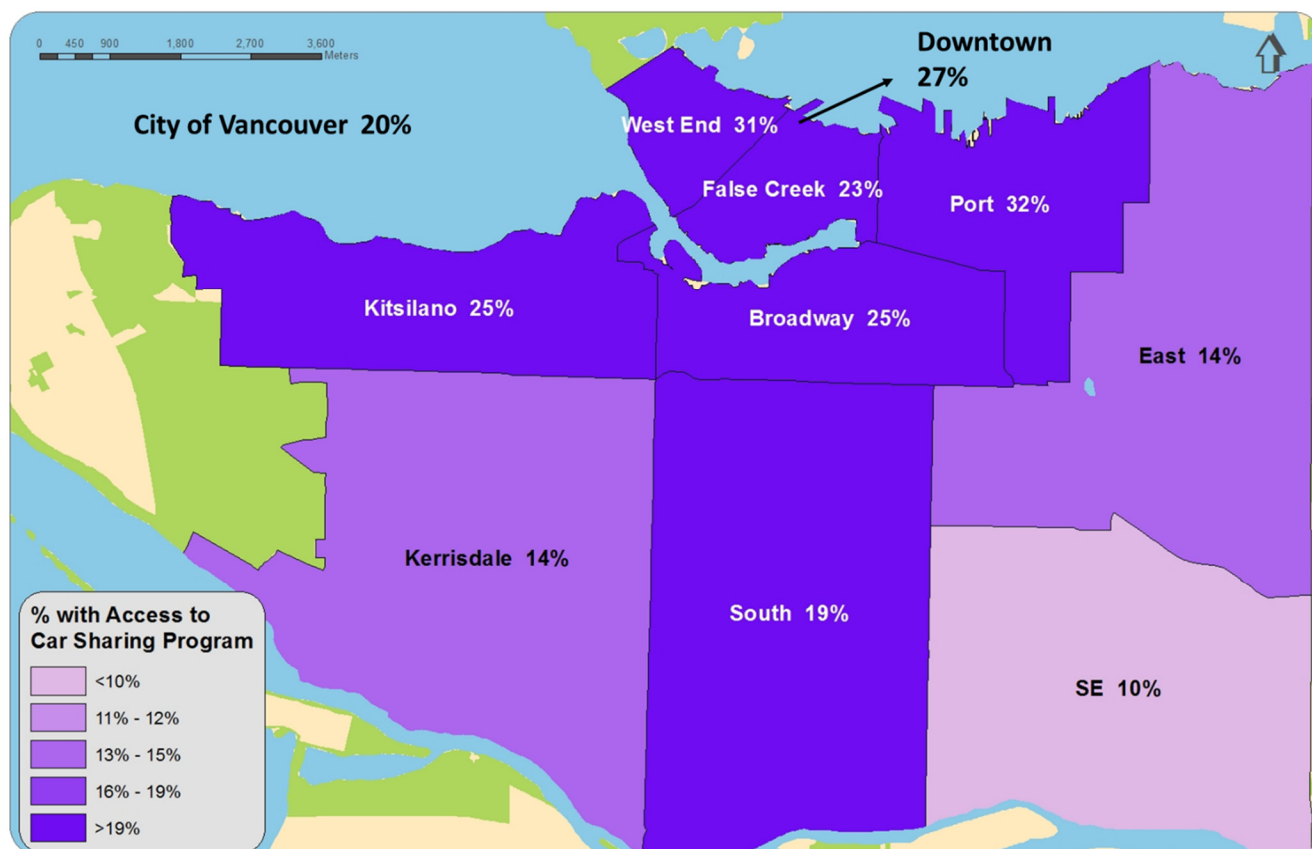 0 450 900 1,800 2,700 3,600
Meters
Downtown
27%
City of Vancouver 20%
West End 31%
False Creek 23%
Port 32%
Kitsilano 25%
Broadway 25%
East 14%
Kerrisdale 14%
South 19%
SE 10%
% with Access to
Car Sharing Program
<10%
11% - 12%
13% - 15%
16% - 19%
>19%